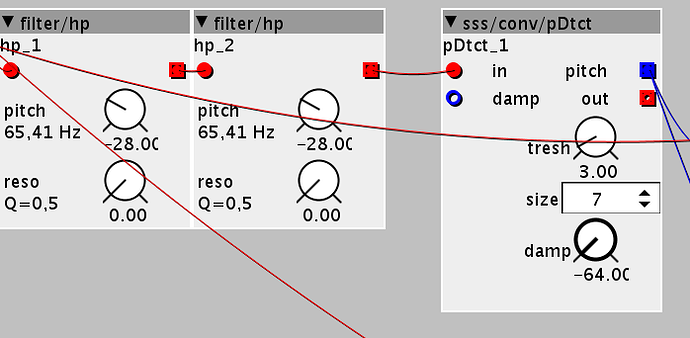 filter/hp
hp_1
pitch
65,41 Hz
-28.00
reso
Q=0,5
0.00
filter/hp
hp_2
pitch
65,41 Hz
-28.00
reso
Q=0,5
0.00
sss/conv/pDtct
pDtct_1
in pitch
damp out
tresh
3.00
size 7
damp
-64.00